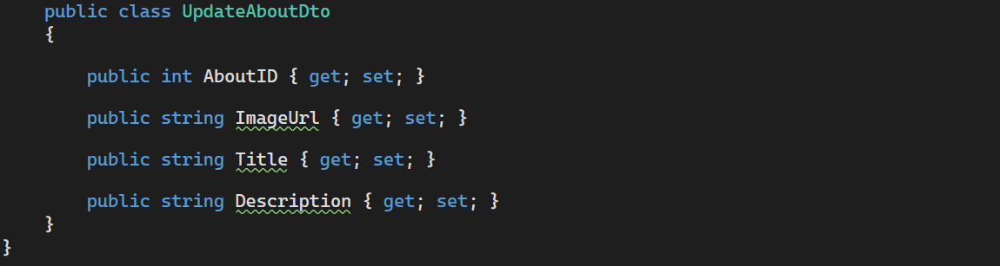 public class UpdateAboutDto
{
public int AboutID { get; set; }
public string ImageUrl { get; set; }
public string Title { get; set; }
public string Description { get; set; }
}
}